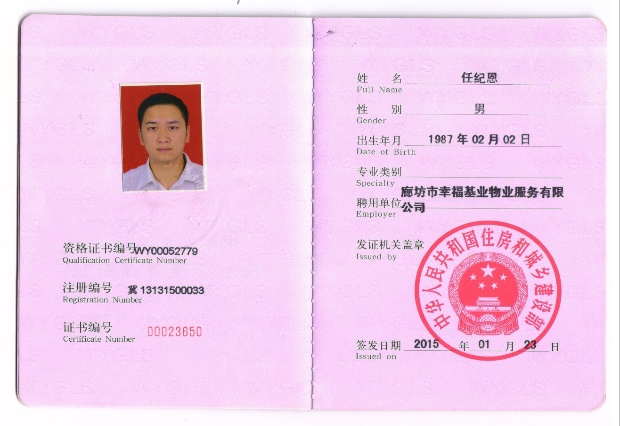 资格证书编号WY00052779
Qualification Certificate Number
注册编号 冀 13131500033
Registration Number
证书编号 00023650
Certificate Number
姓 名 任纪恩
Full Name
性 别 男
Gender
出生年月 1987 年 02 月 02 日
Date of Birth
专业类别
Specialty
聘用单位 廊坊市幸福基业物业服务有限
公司
Employer
发证机关盖章
Issued by
中华人民共和国住房和城乡建设部
签发日期 2015 年 01 月 23 日
Issued on